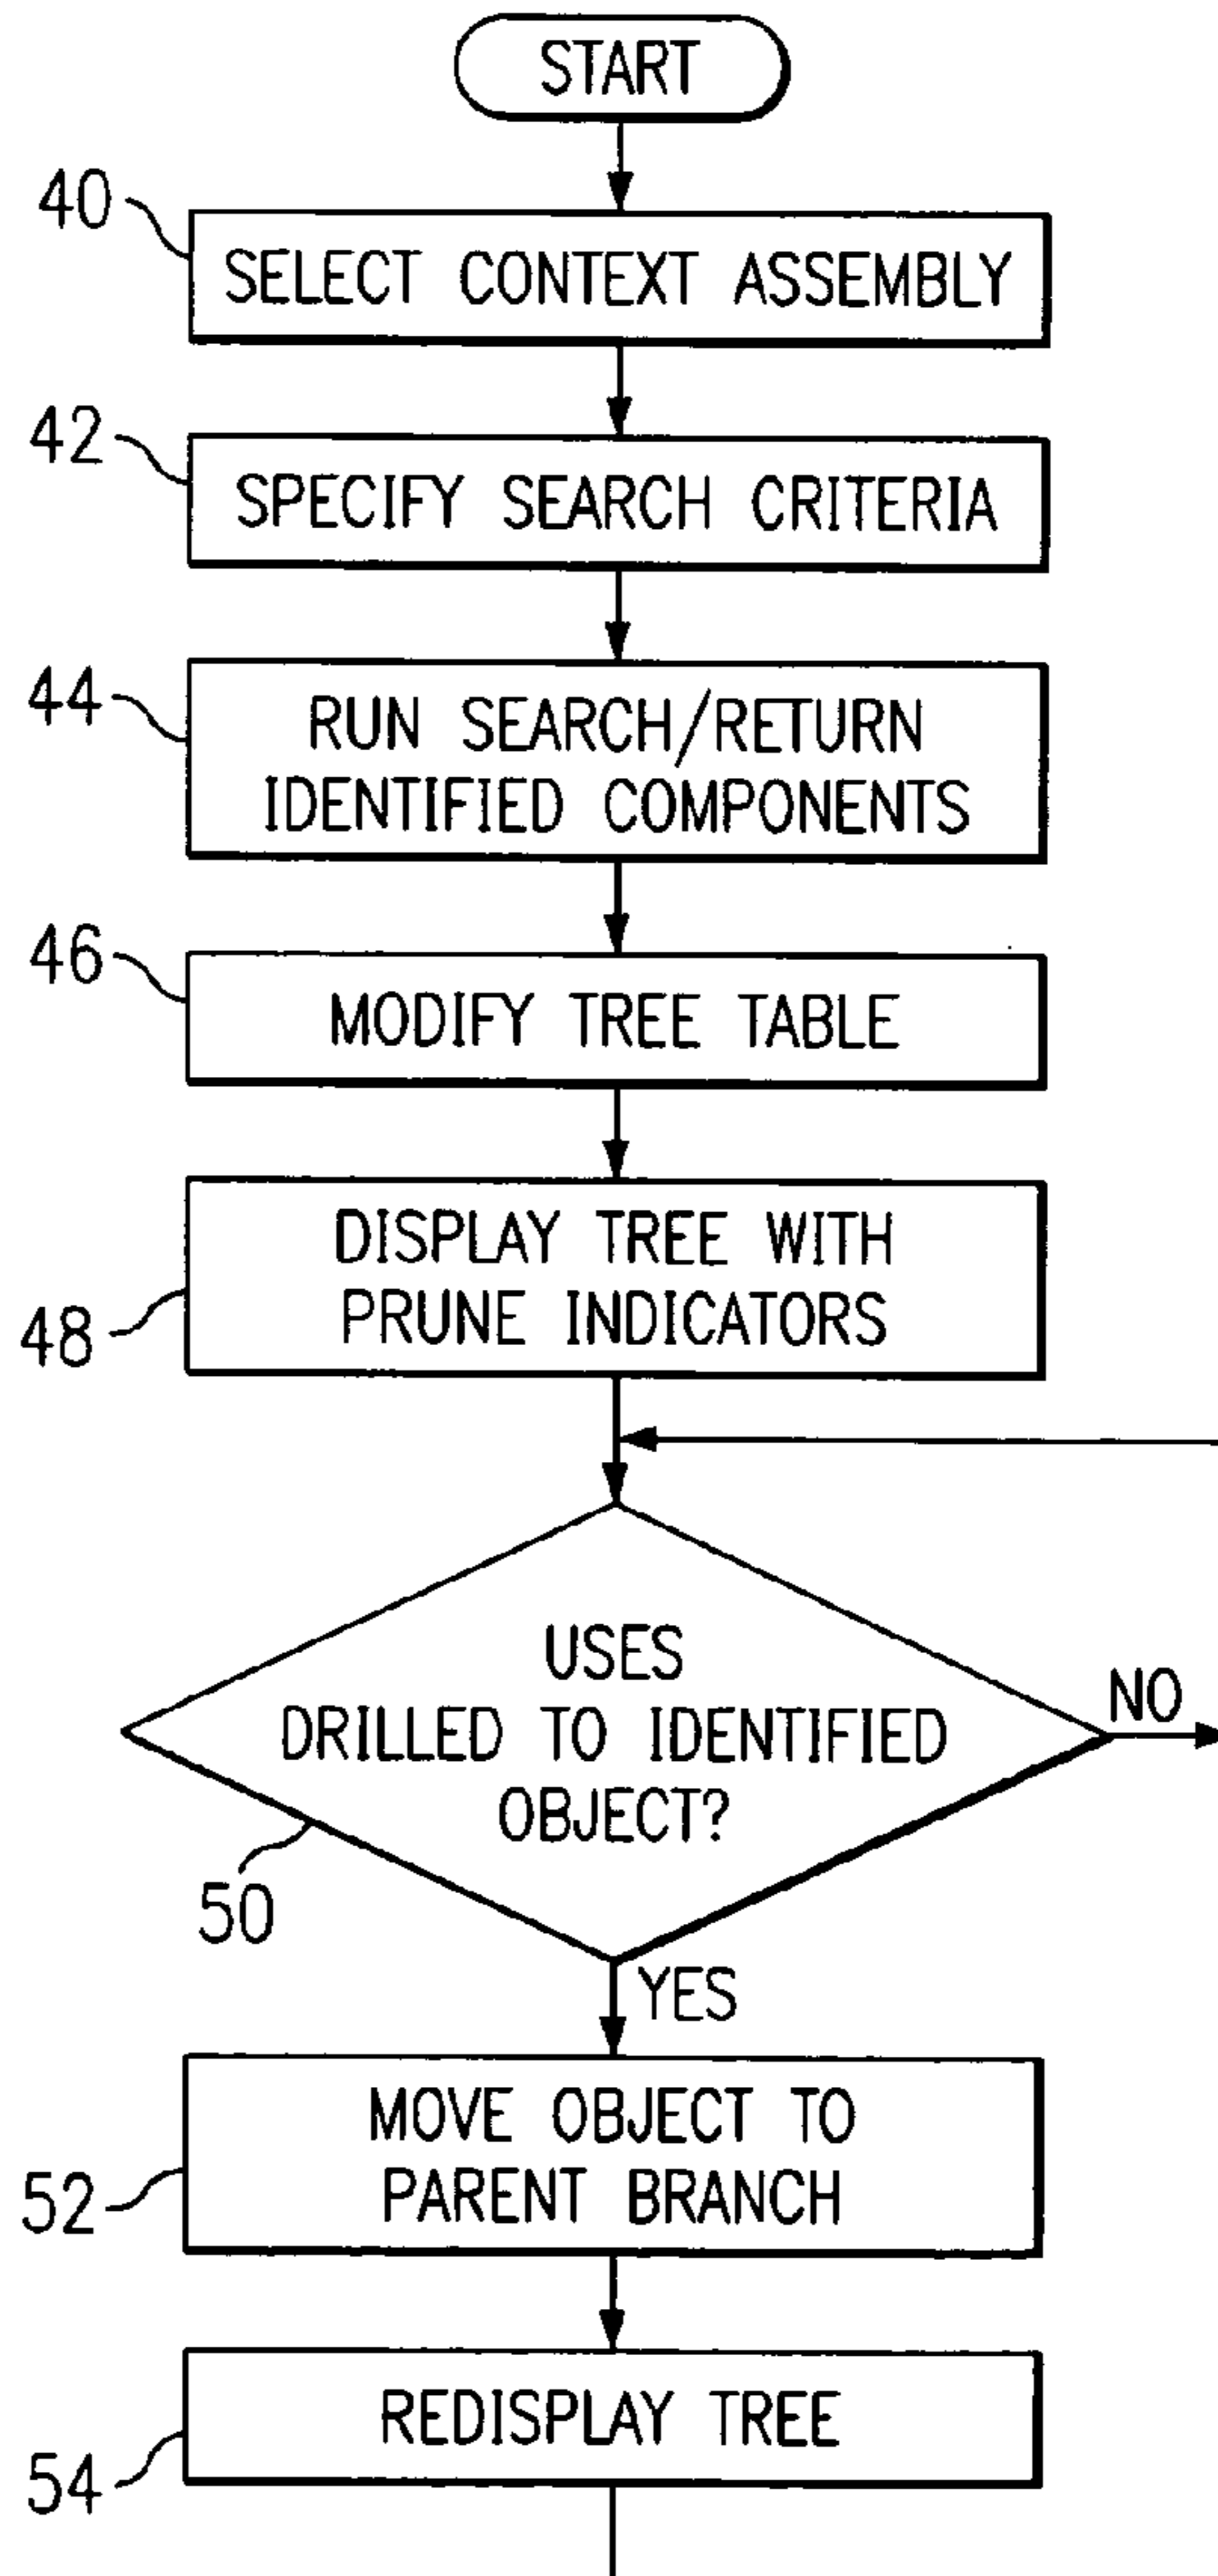 START
40
SELECT CONTEXT ASSEMBLY
42
SPECIFY SEARCH CRITERIA
44
RUN SEARCH/RETURN
IDENTIFIED COMPONENTS
46
MODIFY TREE TABLE
DISPLAY TREE WITH
PRUNE INDICATORS
48
USES
DRILLED TO IDENTIFIED
OBJECT?
NO
50
YES
MOVE OBJECT TO
PARENT BRANCH
52
REDISPLAY TREE
54